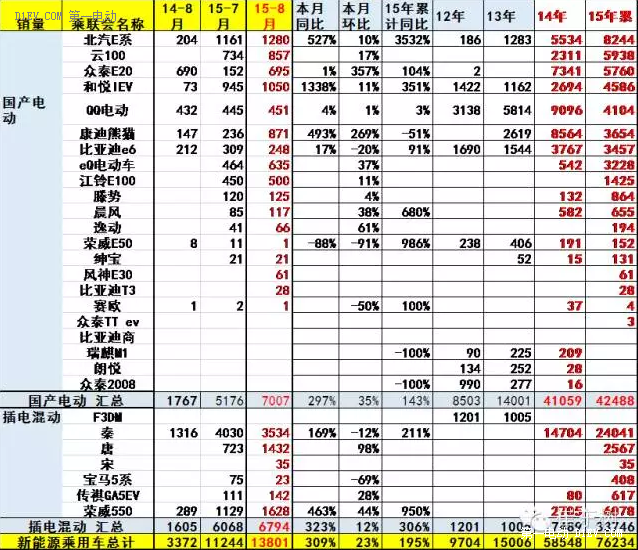 D1EV.COM 第一电动
销量 乘联会名称 14-8月 15-7月 15-8月 本月同比 本月环比 15年累计同比 12年 13年 14年 15年累
国产电动
北汽E系 204 1161 1280 527% 10% 3532% 186 1283 5534 8244
云100 734 857 17% 2311 5938
众泰E20 690 152 695 1% 357% 104% 2 7341 5760
和悦IEV 73 945 1050 1338% 11% 351% 1422 1162 2694 4586
QQ电动 432 445 451 4% 1% 3% 3138 5814 9096 4104
康迪熊猫 147 236 871 493% 269% -51% 2619 8564 3654
比亚迪e6 212 309 248 17% -20% 91% 1690 1544 3767 3457
eQ电动车 464 635 37% 542 3228
江铃E100 450 500 11% 1425
滕势 120 125 4% 132 864
晨风 85 117 38% 680% 582 655
逸动 41 66 61% 194
荣威E50 8 11 1 -88% -91% 986% 238 406 191 152
绅宝 21 21 52 15 131
风神E30 61 61
比亚迪T3 28 28
赛欧 1 2 1 -50% 100% 37 4
众泰TT ev 3
比亚迪商
瑞麒M1 -100% 90 225 209
朗悦 134 252 28
众泰2008 -100% 990 277 16
国产电动 汇总 1767 5176 7007 297% 35% 143% 8503 14001 41059 42488
插电混动
F3DM 1201 1005
秦 1316 4030 3534 169% -12% 211% 14704 24041
唐 723 1432 98% 2567
宋 35 35
宝马5系 75 23 -69% 408
传祺GA5EV 111 142 28% 80 617
荣威550 289 1129 1628 463% 44% 950% 2705 6078
插电混动 汇总 1605 6068 6794 323% 12% 306% 1201 17489 33746
新能源乘用车总计 3372 11244 13801 309% 23% 195% 9704 15006 58548 76234